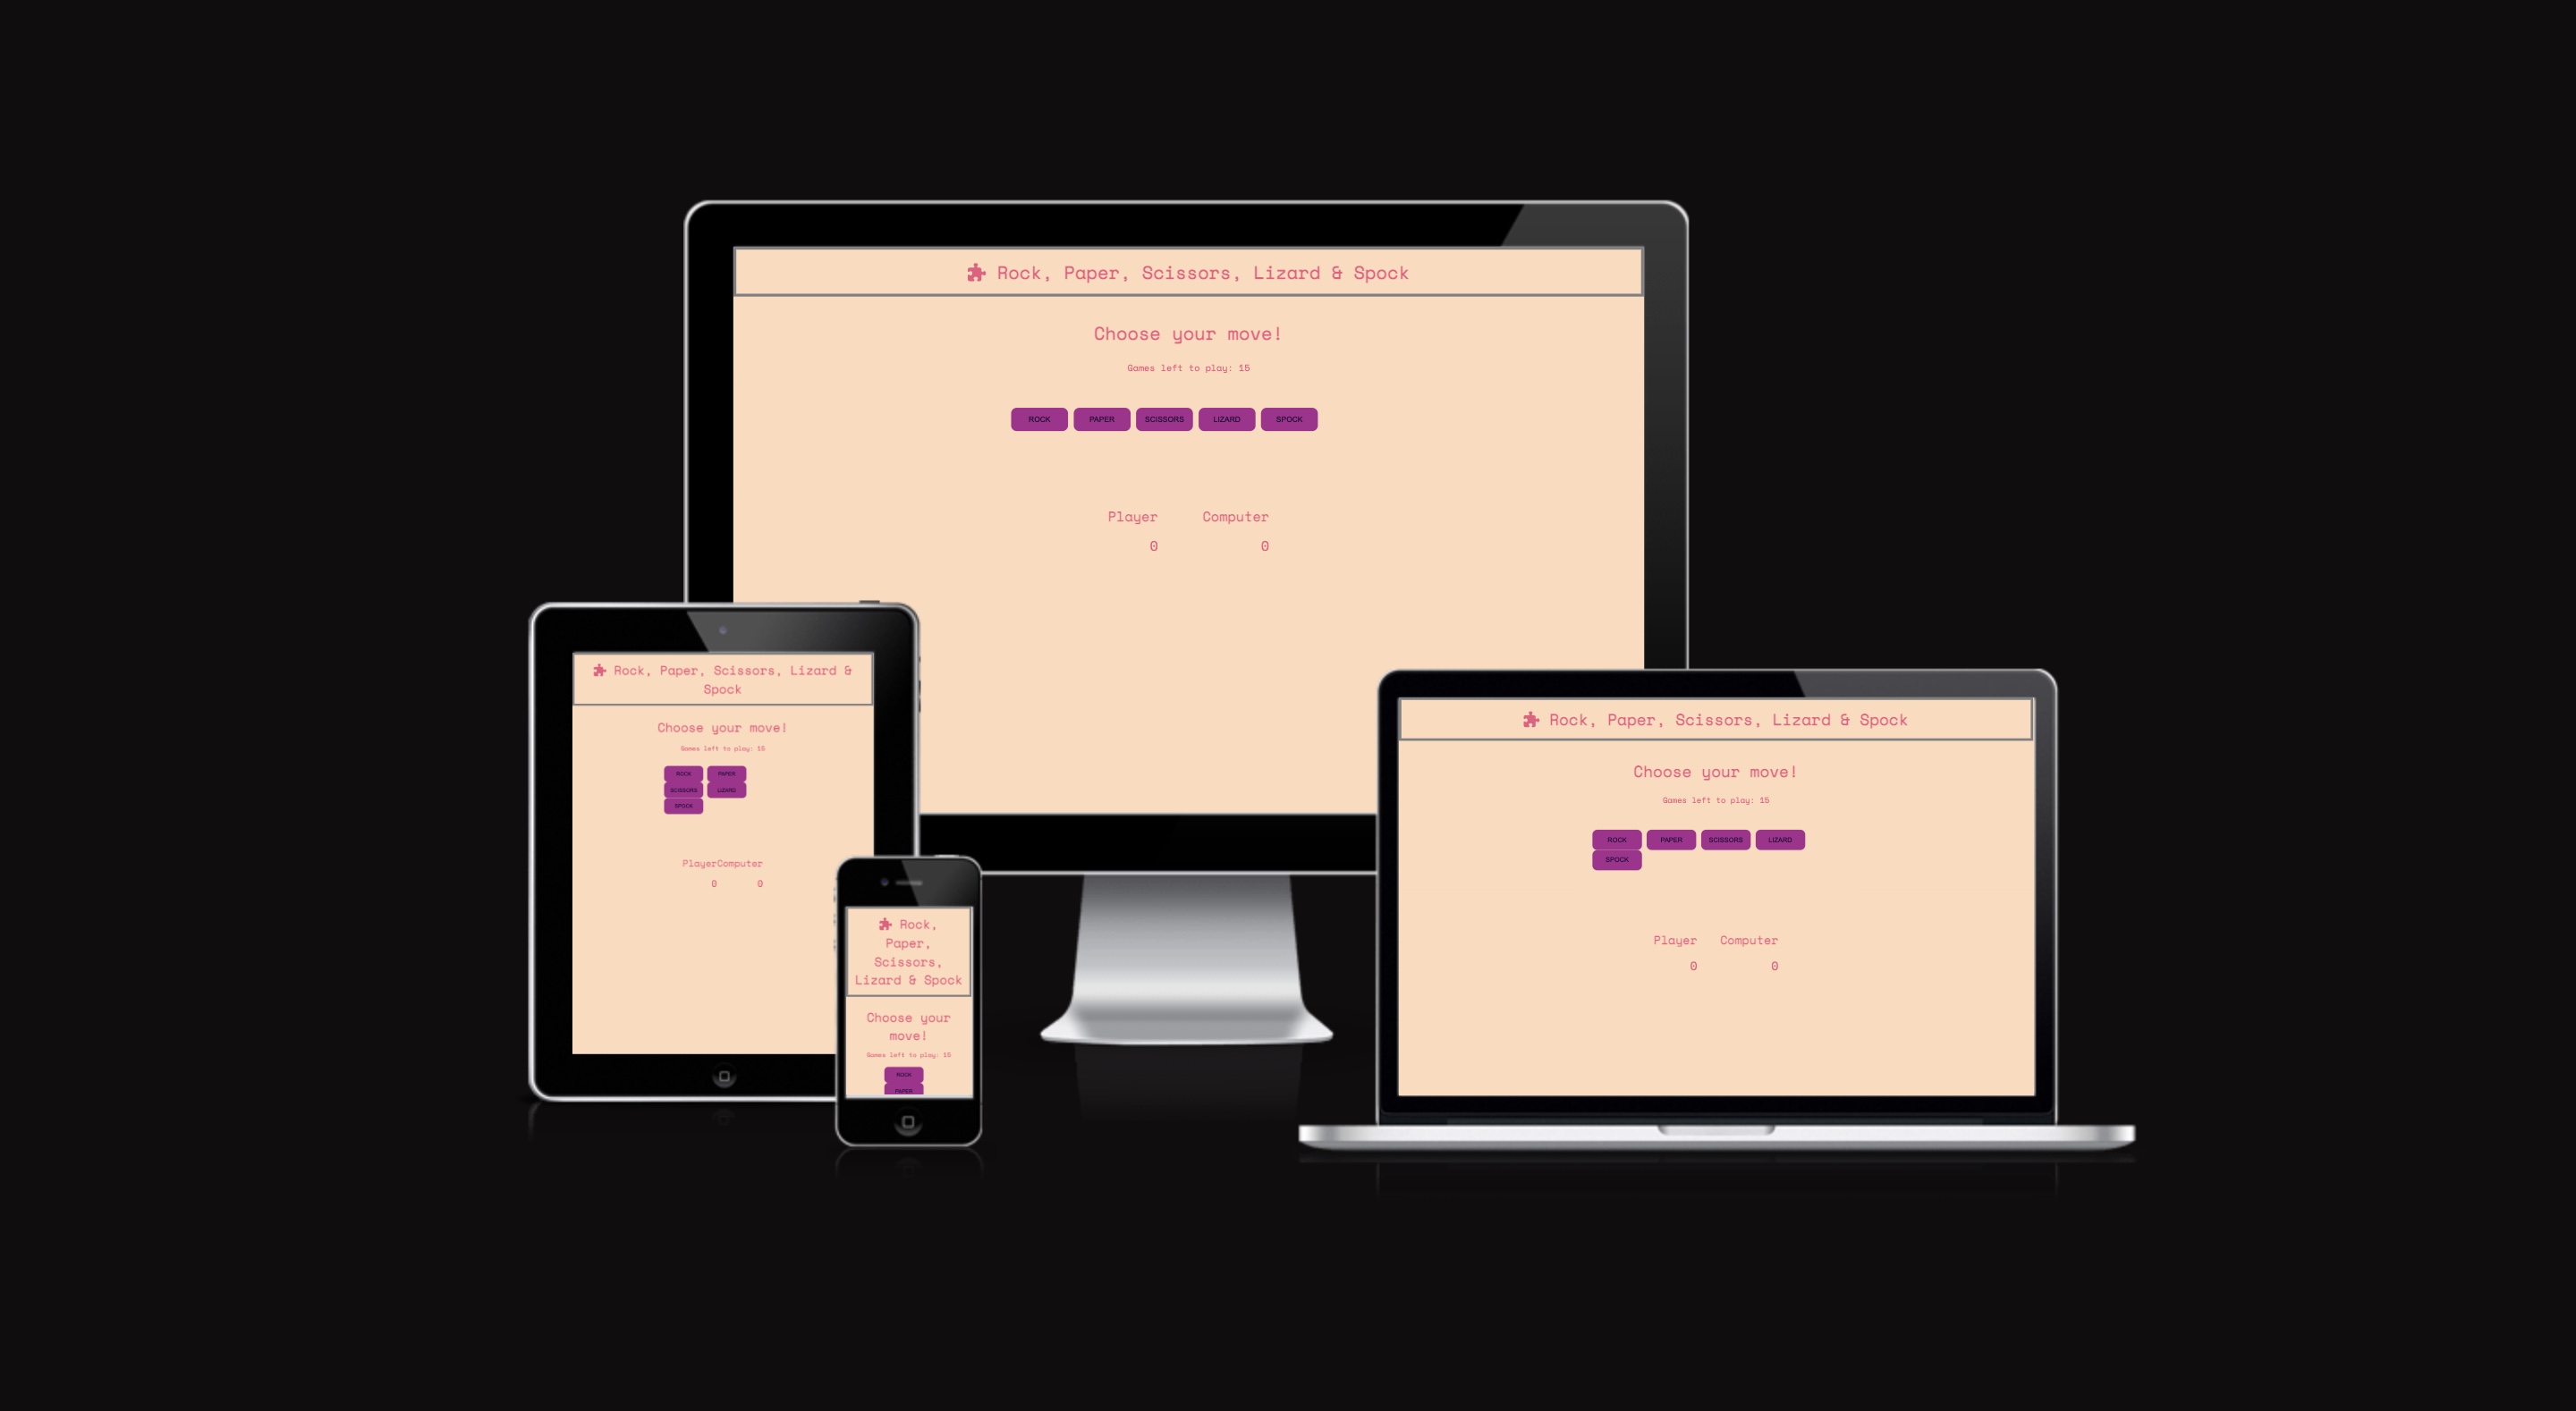 Rock, Paper, Scissors, Lizard & Spock
Choose your move!
Games left to play: 15
ROCK PAPER SCISSORS LIZARD SPOCK
Player Computer
0 0
Rock, Paper, Scissors, Lizard &
Spock
Choose your move!
Games left to play: 15
ROCK PAPER
SCISSORS LIZARD
SPOCK
PlayerComputer
0 0
Rock,
Paper,
Scissors,
Lizard & Spock
Choose your
move!
Games left to play: 15
ROCK
PAPER
Rock, Paper, Scissors, Lizard & Spock
Choose your move!
Games left to play: 15
ROCK PAPER SCISSORS LIZARD
SPOCK
Player Computer
0 0